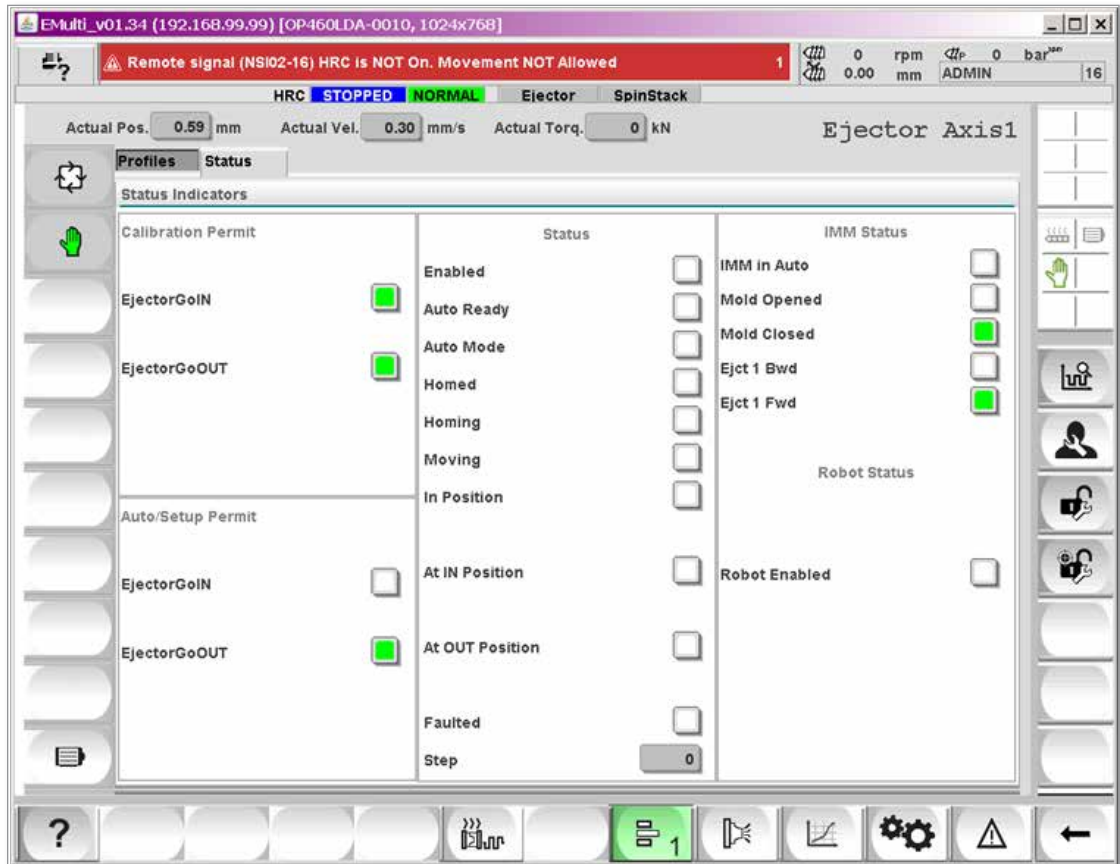 EMulti_v01.34 (192.168.99.99) [OP460LDA-0010, 1024x768]
Remote signal (NSI02-16) HRC is NOT On. Movement NOT Allowed 1
0 rpm 0 bar
0.00 mm ADMIN 16
HRC STOPPED NORMAL Ejector SpinStack
Actual Pos. 0.59 mm Actual Vel. 0.30 mm/s Actual Torq. 0 kN Ejector Axis1
Profiles Status
Status Indicators
Calibration Permit
EjectorGoIN
EjectorGoOUT
Auto/Setup Permit
EjectorGoIN
EjectorGoOUT
Status
Enabled
Auto Ready
Auto Mode
Homed
Homing
Moving
In Position
At IN Position
At OUT Position
Faulted
Step 0
IMM Status
IMM in Auto
Mold Opened
Mold Closed
Ejct 1 Bwd
Ejct 1 Fwd
Robot Status
Robot Enabled
? 1